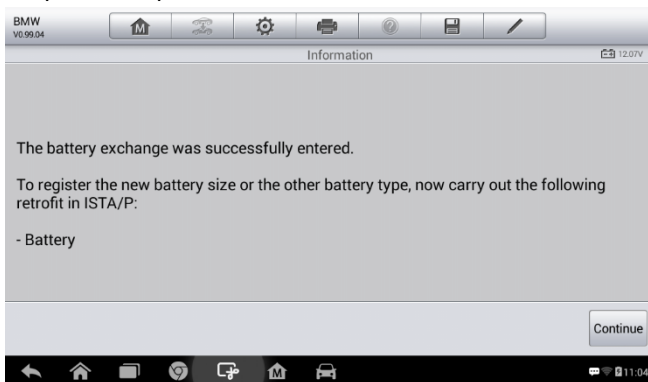 BMW
V0.99.04
Information
12.07V
The battery exchange was successfully entered.
To register the new battery size or the other battery type, now carry out the following
retrofit in ISTA/P:
- Battery
Continue
11:04